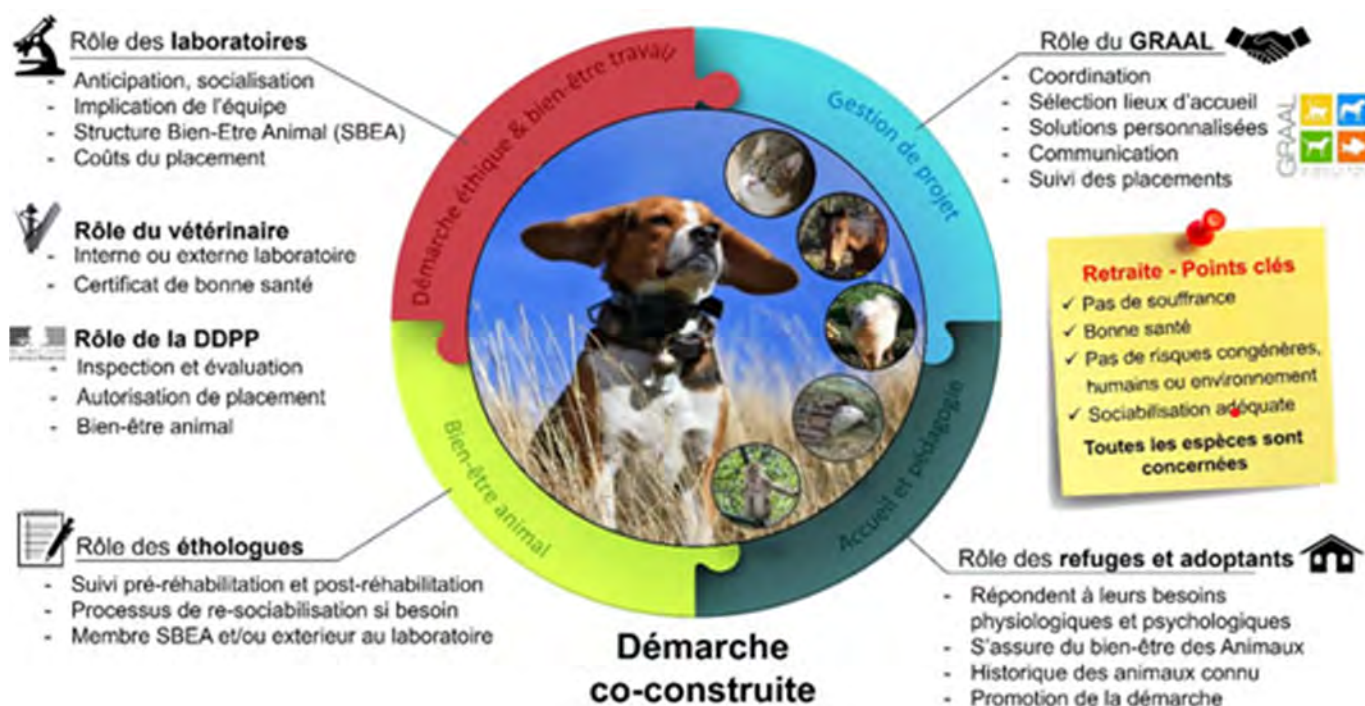 Rôle des laboratoires
- Anticipation, socialisation
- Implication de l'équipe
- Structure Bien-Etre Animal (SBEA)
- Coûts du placement
Rôle du vétérinaire
- Interne ou externe laboratoire
- Certificat de bonne santé
Rôle de la DDPP
- Inspection et évaluation
- Autorisation de placement
- Bien-être animal
Rôle des éthologues
- Suivi pré-réhabilitation et post-réhabilitation
- Processus de re-sociabilisation si besoin
- Membre SBEA et/ou exterieur au laboratoire
Démarche éthique & bien-être travail
Gestion de projet
Bien-être animal
Accueil et pédagogie
Démarche
co-construite
Rôle du GRAAL
- Coordination
- Sélection lieux d'accueil
- Solutions personnalisées
- Communication
- Suivi des placements
GRAAL
Retraite - Points clés
✓ Pas de souffrance
✓ Bonne santé
✓ Pas de risques congénères,
humains ou environnement
✓ Sociabilisation adéquate
Toutes les espèces sont
concernées
Rôle des refuges et adoptants
- Répondent à leurs besoins
physiologiques et psychologiques
- S'assure du bien-être des Animaux
- Historique des animaux connu
- Promotion de la démarche